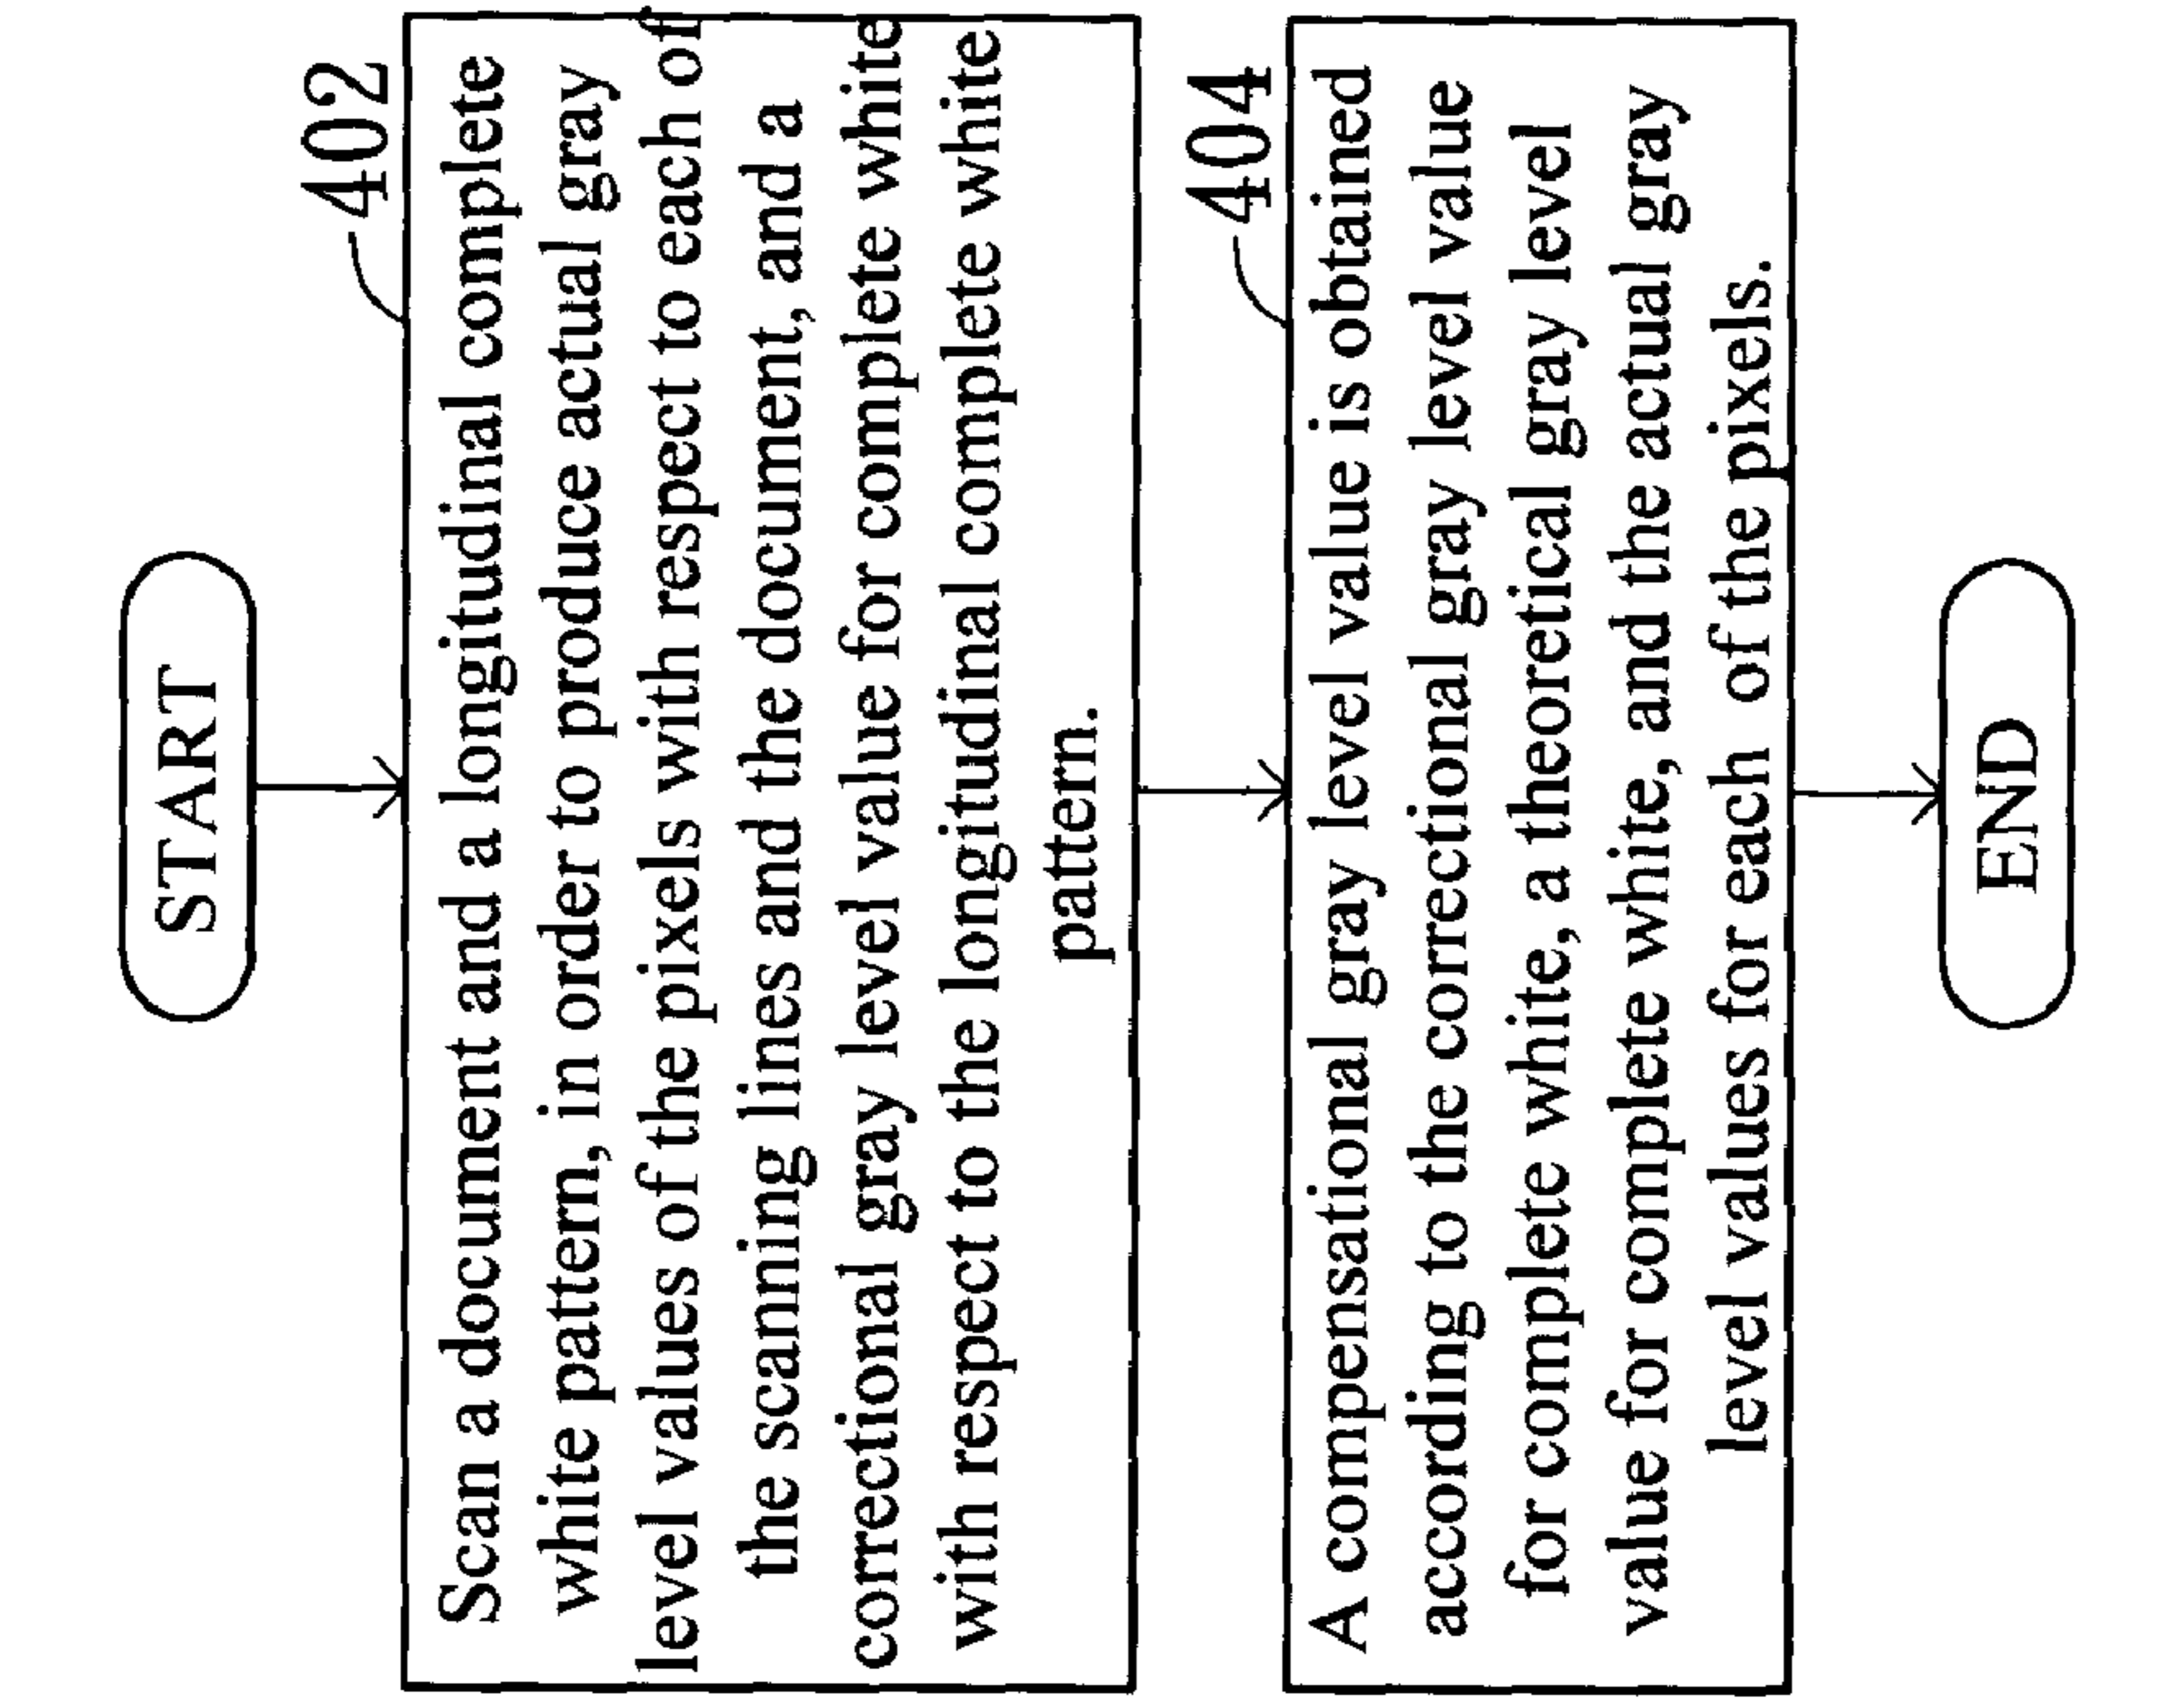 START
402
Scan a document and a longitudinal complete
white pattern, in order to produce actual gray
level values of the pixels with respect to each of
the scanning lines and the document, and a
correctional gray level value for complete white
with respect to the longitudinal complete white
pattern.
404
A compensational gray level value is obtained
according to the correctional gray level value
for complete white, a theoretical gray level
value for complete white, and the actual gray
level values for each of the pixels.
END